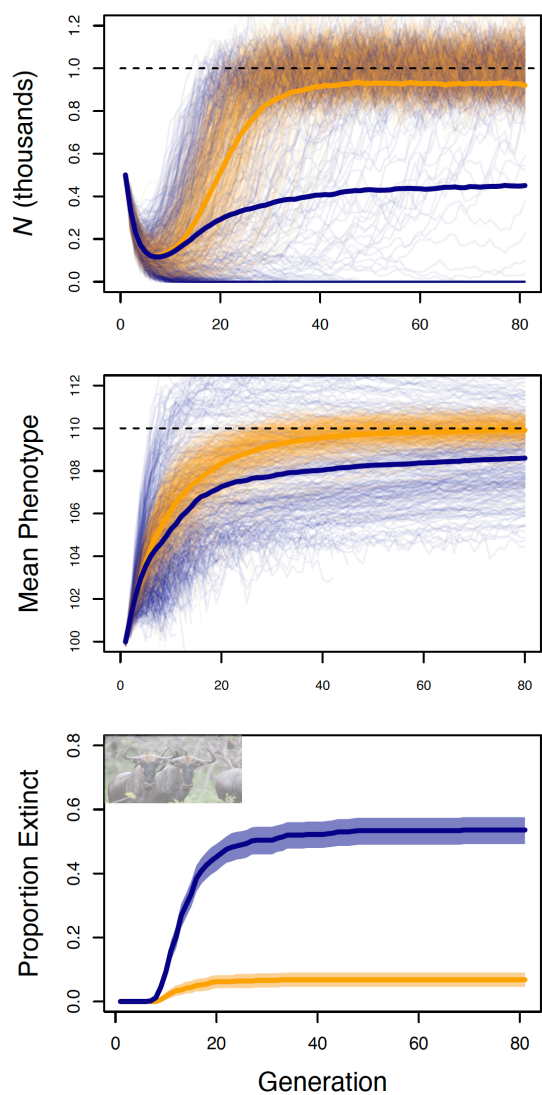 N (thousands)
0.0 0.2 0.4 0.6 0.8 1.0 1.2
0 20 40 60 80
Mean Phenotype
100 102 104 106 108 110 112
0 20 40 60 80
Proportion Extinct
0.0 0.2 0.4 0.6 0.8
0 20 40 60 80
Generation